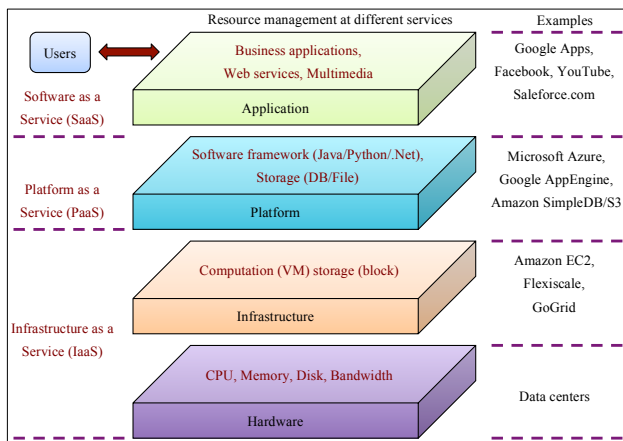 Resource management at different services
Examples
Users
Business applications,
Web services, Multimedia
Application
Google Apps,
Facebook, YouTube,
Saleforce.com
Software as a
Service (SaaS)
Software framework (Java/Python/.Net),
Storage (DB/File)
Platform
Microsoft Azure,
Google AppEngine,
Amazon SimpleDB/S3
Platform as a
Service (PaaS)
Computation (VM) storage (block)
Infrastructure
Amazon EC2,
Flexiscale,
GoGrid
Infrastructure as a
Service (IaaS)
CPU, Memory, Disk, Bandwidth
Hardware
Data centers